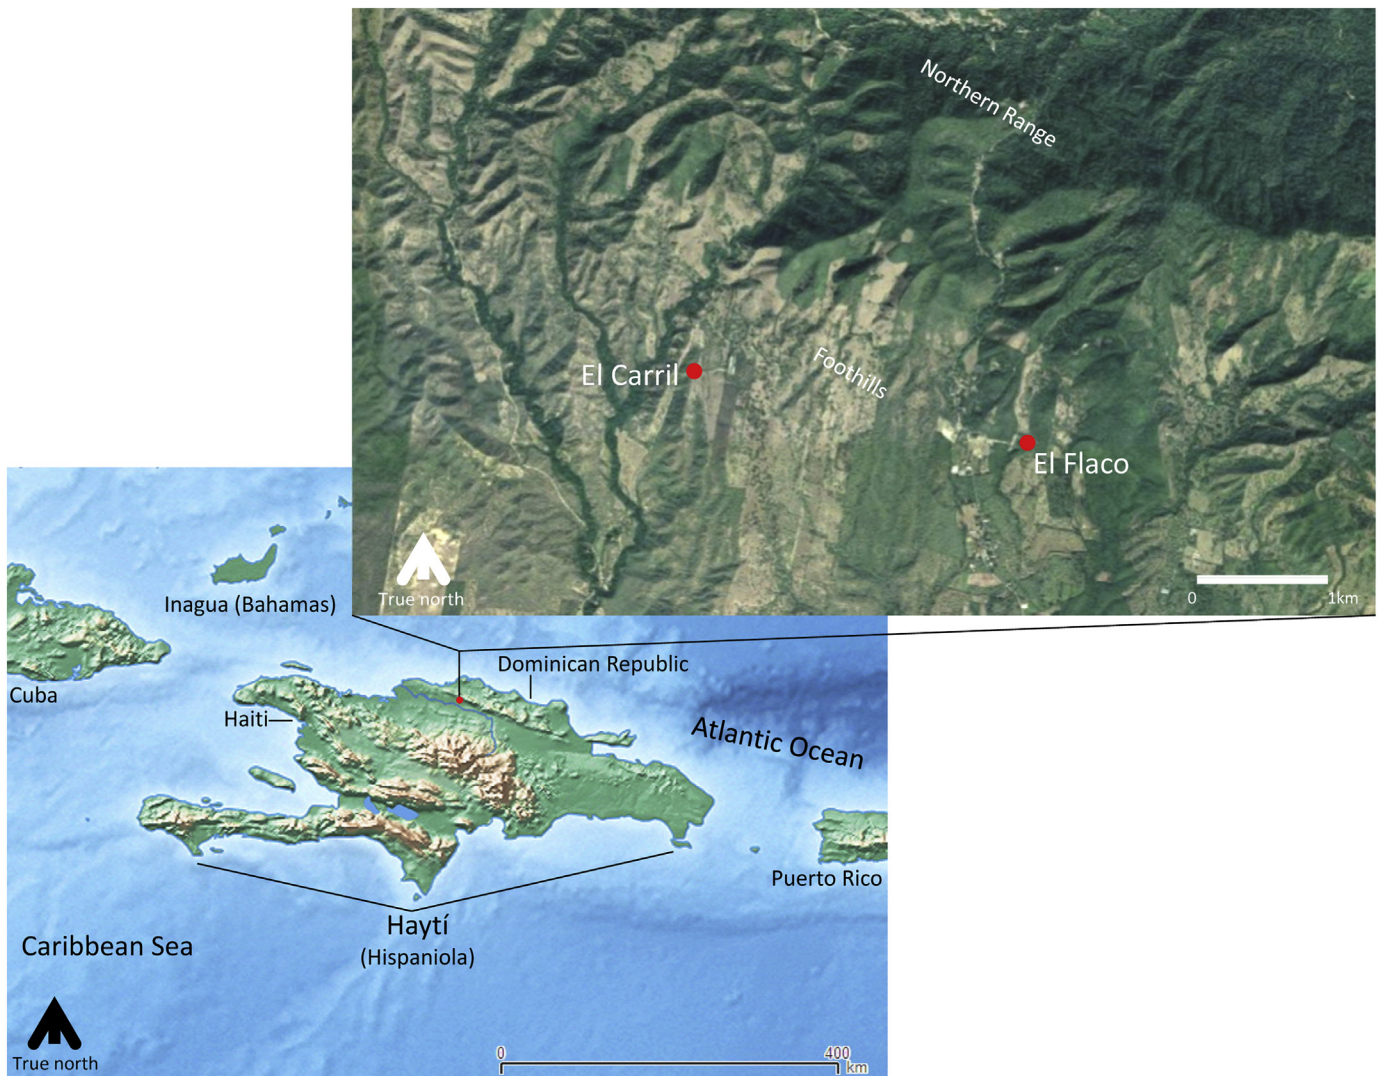 Northern Range
Foothills
El Carril
El Flaco
True north
0 1km
Inagua (Bahamas)
Cuba
Dominican Republic
Haiti
Atlantic Ocean
Puerto Rico
Haytí
(Hispaniola)
Caribbean Sea
True north
0 400
km